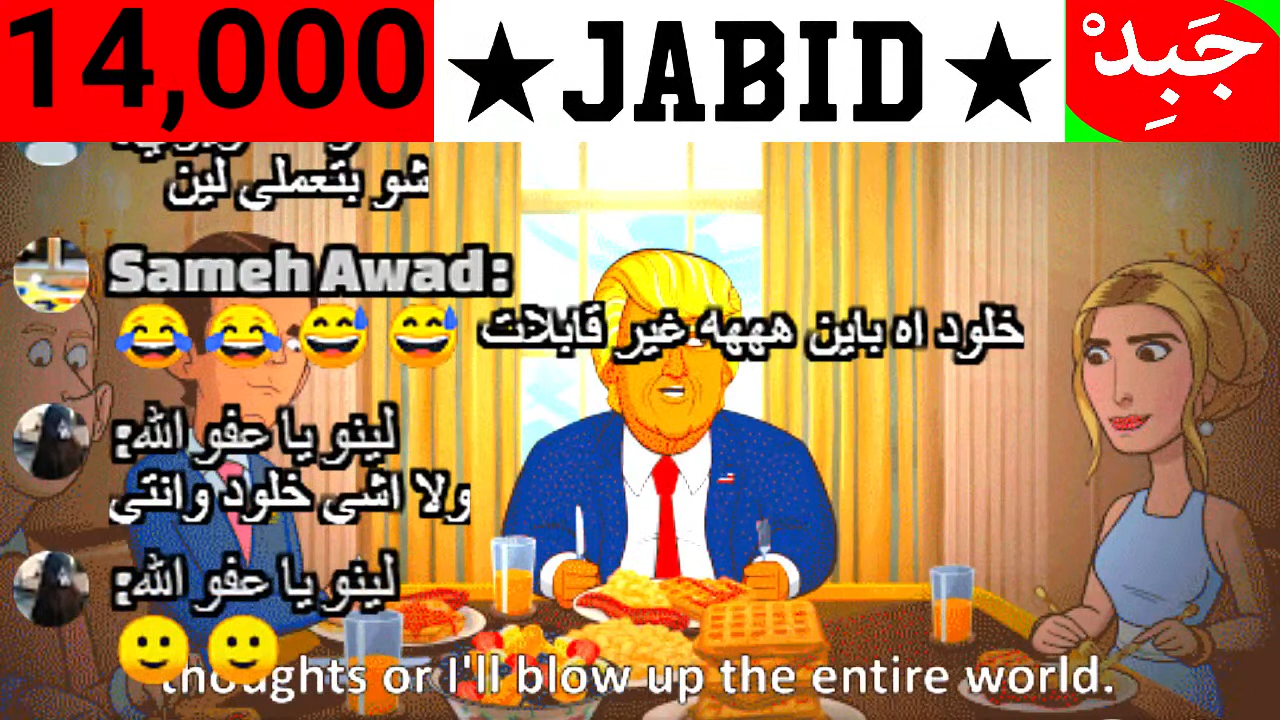 14,000
★JABID★
جَبِدْ
شو بتعملي لين
Sameh Awad:
خلود اه باين هههه غير قابلات 😅 😅 😂 😂
لينو يا عفو الله:
ولا اشي خلود وانتي
لينو يا عفو الله:
🙂 🙂
thoughts or I'll blow up the entire world.